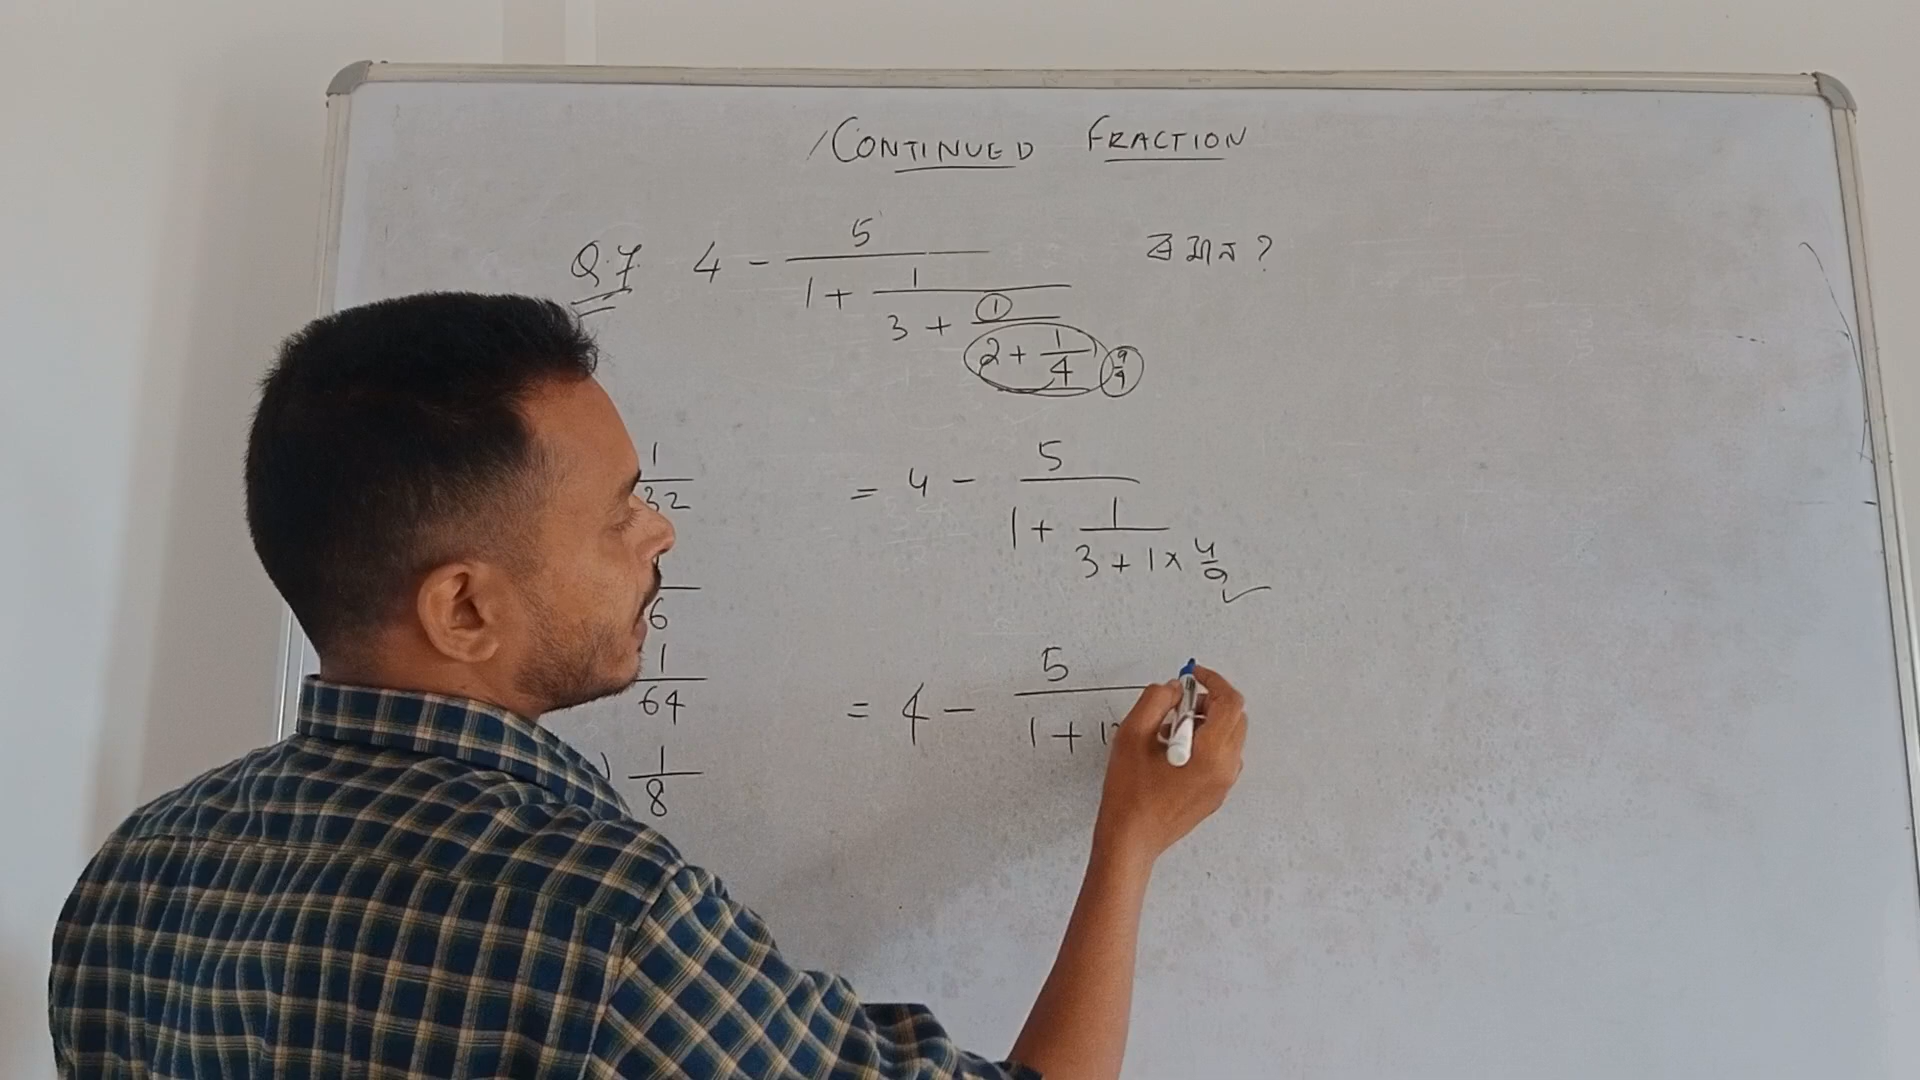 CONTINUED FRACTION
Q.7. 4 - 5
1 + 1
3 + 1
2 + 1/4 9/4
ৰ মান ?
1/32
= 4 - 5
1 + 1
3 + 1 × 4/9
6
1/64
= 4 - 5
1 + 1
) 1/8